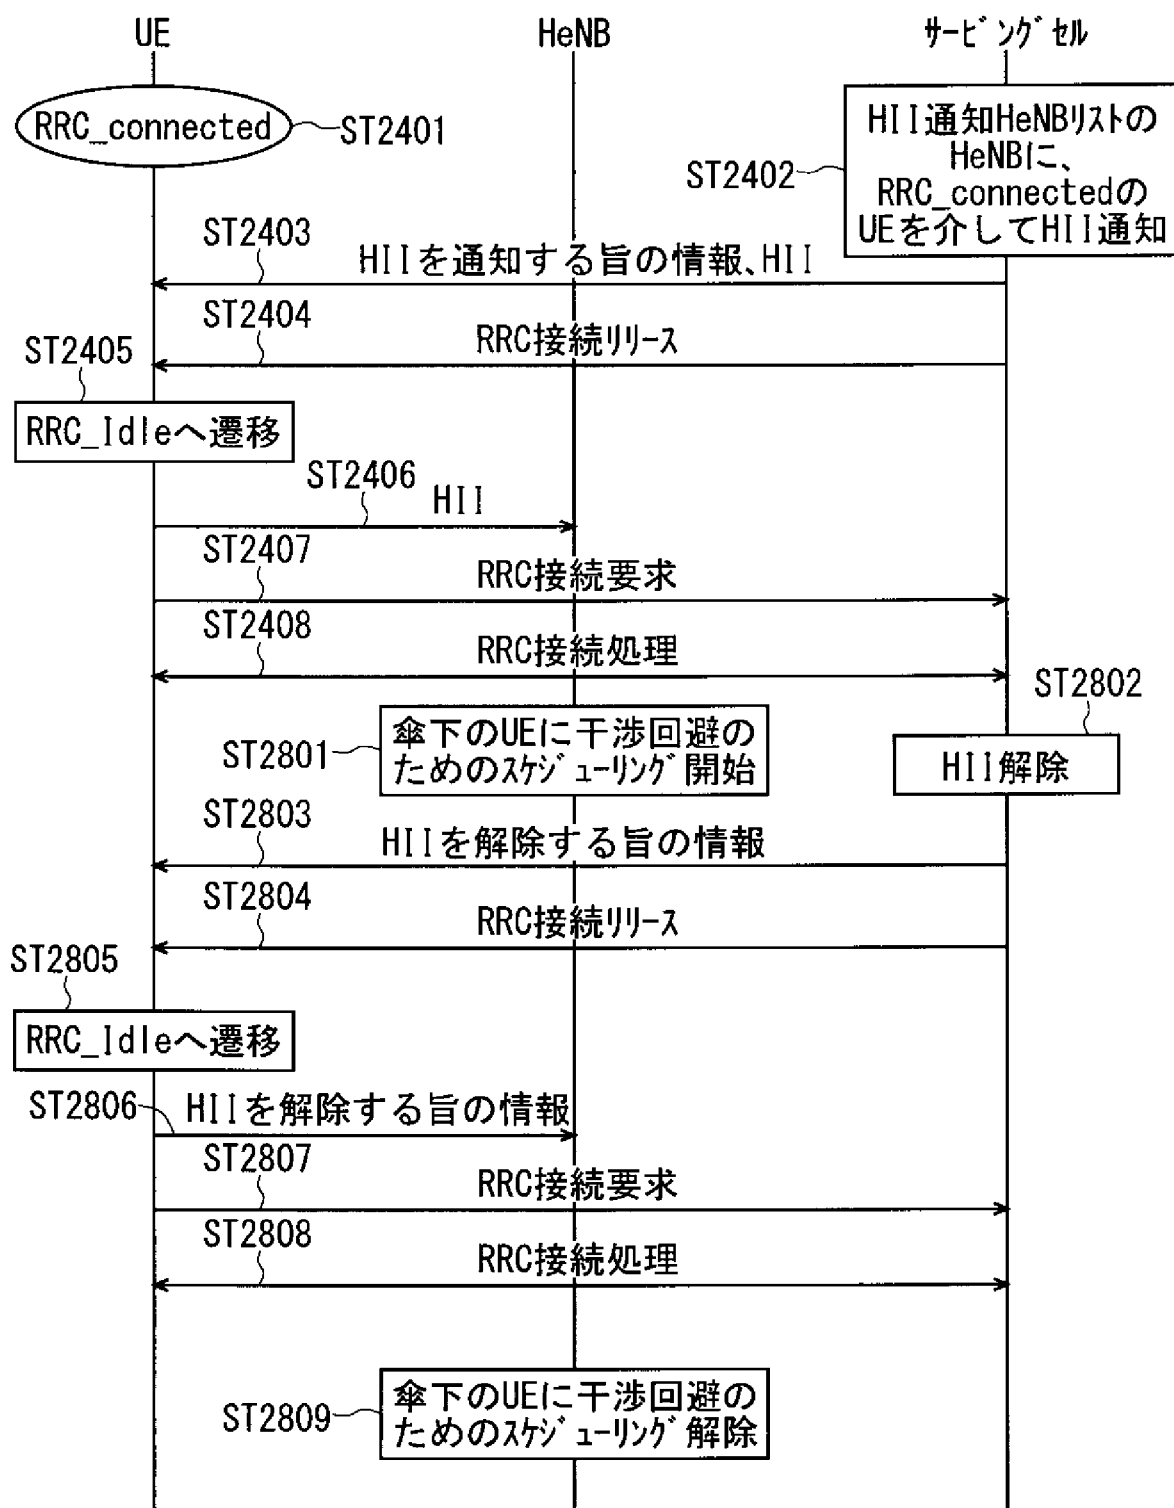 UE
HeNB
サービングセル
RRC_connected
ST2401
ST2402
HII通知HeNBリストの
HeNBに、
RRC_connectedの
UEを介してHII通知
ST2403
HIIを通知する旨の情報、HII
ST2404
RRC接続リリース
ST2405
RRC_Idleへ遷移
ST2406
HII
ST2407
RRC接続要求
ST2408
RRC接続処理
ST2801
傘下のUEに干渉回避の
ためのスケジューリング開始
ST2802
HII解除
ST2803
HIIを解除する旨の情報
ST2804
RRC接続リリース
ST2805
RRC_Idleへ遷移
ST2806
HIIを解除する旨の情報
ST2807
RRC接続要求
ST2808
RRC接続処理
ST2809
傘下のUEに干渉回避の
ためのスケジューリング解除